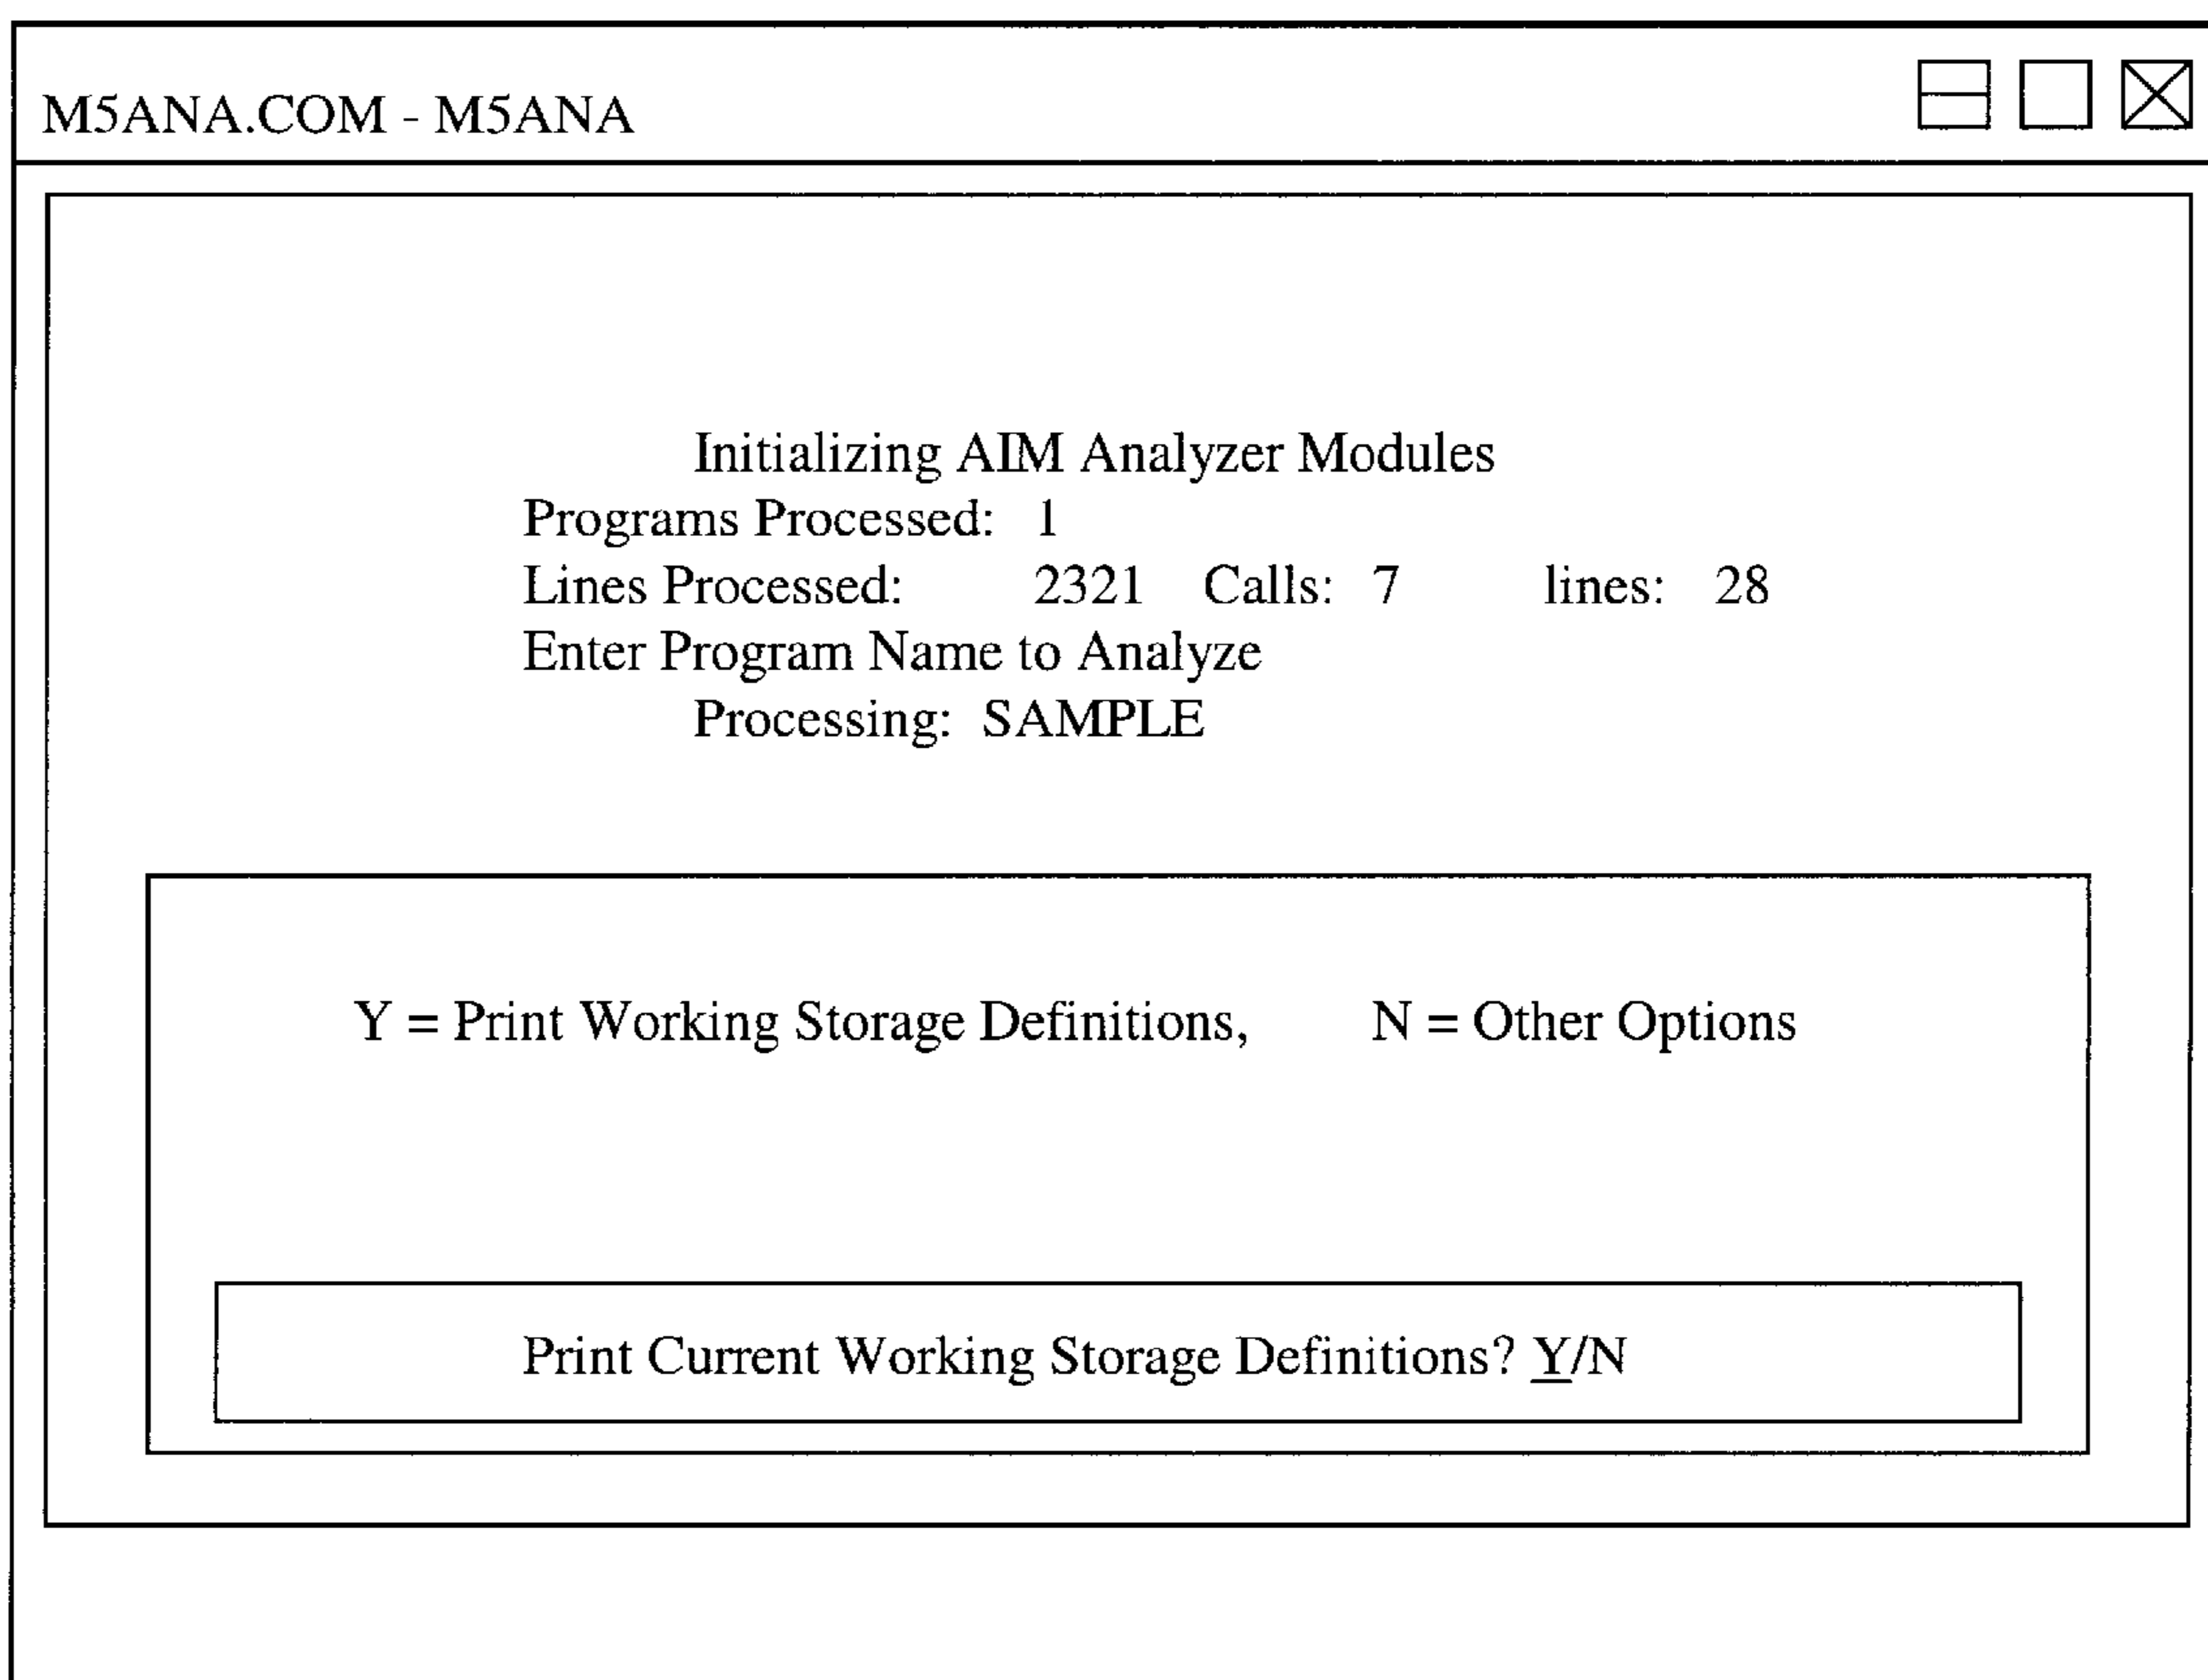 M5ANA.COM - M5ANA
Initializing AIM Analyzer Modules
Programs Processed: 1
Lines Processed: 2321 Calls: 7 lines: 28
Enter Program Name to Analyze
Processing: SAMPLE
Y = Print Working Storage Definitions, N = Other Options
Print Current Working Storage Definitions? Y/N